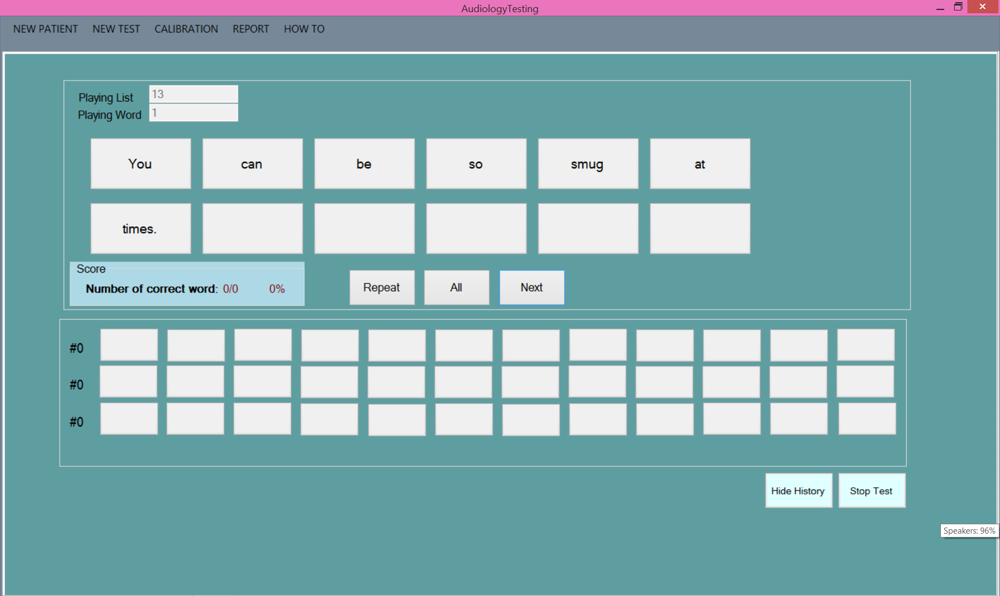 AudiologyTesting
NEW PATIENT NEW TEST CALIBRATION REPORT HOW TO
Playing List 13
Playing Word 1
You can be so smug at
times.
Score
Number of correct word: 0/0 0%
Repeat All Next
#0
#0
#0
Hide History Stop Test
Speakers: 96%